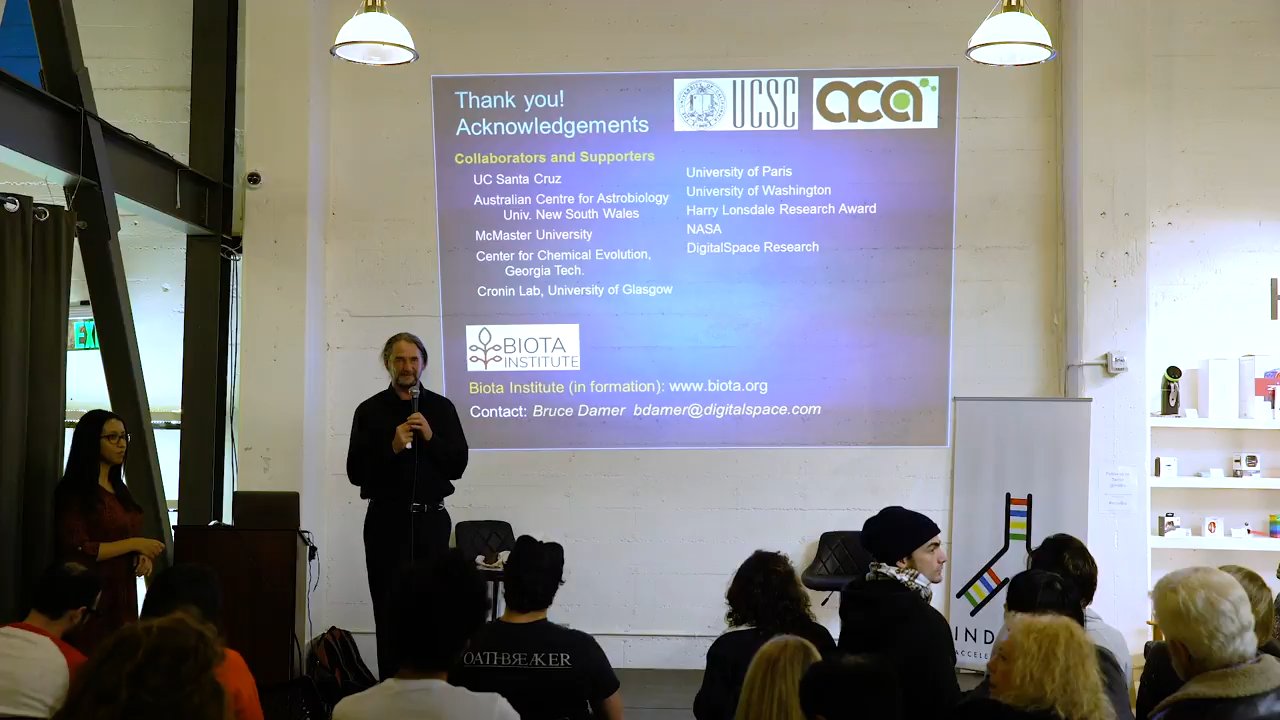 Thank you!
Acknowledgements
UCSC
aca
Collaborators and Supporters
UC Santa Cruz
Australian Centre for Astrobiology
Univ. New South Wales
McMaster University
Center for Chemical Evolution,
Georgia Tech.
Cronin Lab, University of Glasgow
University of Paris
University of Washington
Harry Lonsdale Research Award
NASA
DigitalSpace Research
BIOTA
INSTITUTE
Biota Institute (in formation): www.biota.org
Contact: Bruce Damer bdamer@digitalspace.com
EX
OATHBREAKER
IND
ACCELE
H